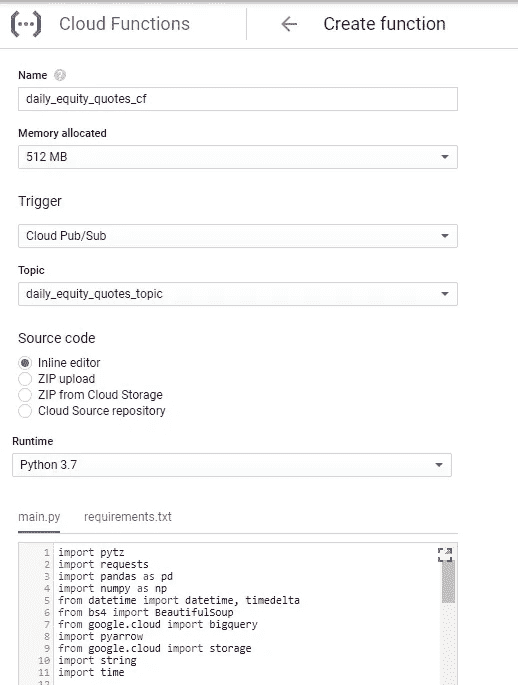 Cloud Functions Create function
Name
daily_equity_quotes_cf
Memory allocated
512 MB
Trigger
Cloud Pub/Sub
Topic
daily_equity_quotes_topic
Source code
Inline editor
ZIP upload
ZIP from Cloud Storage
Cloud Source repository
Runtime
Python 3.7
main.py requirements.txt
1 import pytz
2 import requests
3 import pandas as pd
4 import numpy as np
5 from datetime import datetime, timedelta
6 from bs4 import BeautifulSoup
7 from google.cloud import bigquery
8 import pyarrow
9 from google.cloud import storage
10 import string
11 import time